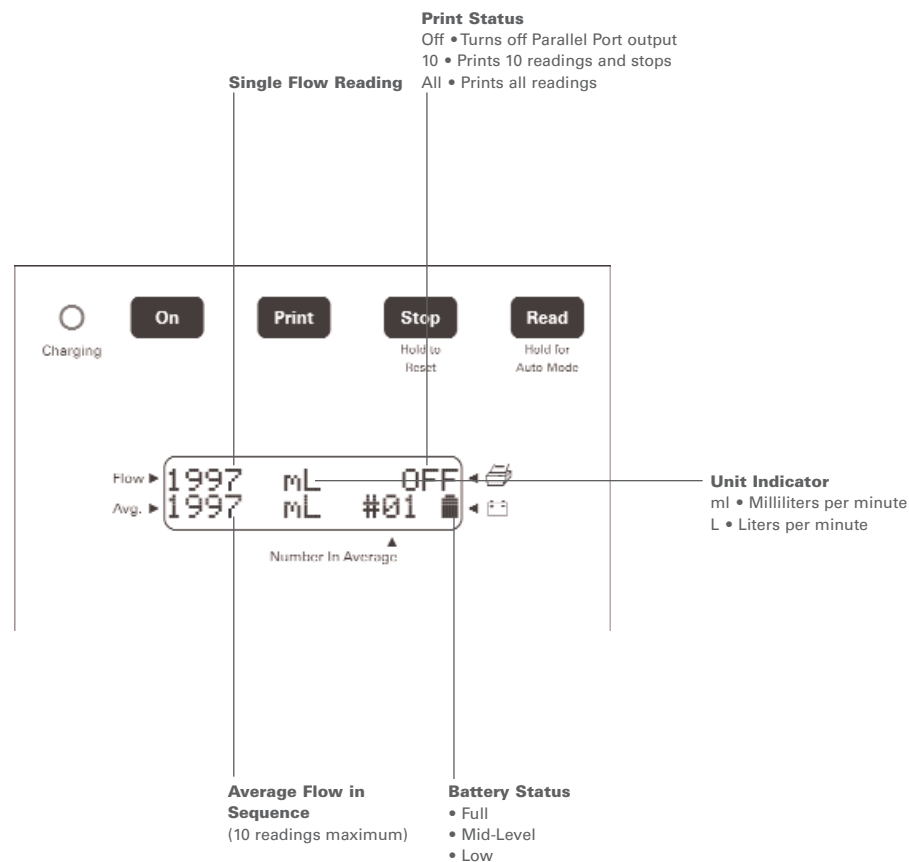 Print Status
Off • Turns off Parallel Port output
10 • Prints 10 readings and stops
All • Prints all readings
Single Flow Reading
On
Print
Stop
Read
Charging
Hold to
Reset
Hold for
Auto Mode
Flow ► 1997 mL OFF ◄
Avg. ► 1997 mL #01 ◄
▲
Number In Average
Unit Indicator
ml • Milliliters per minute
L • Liters per minute
Average Flow in
Sequence
(10 readings maximum)
Battery Status
• Full
• Mid-Level
• Low